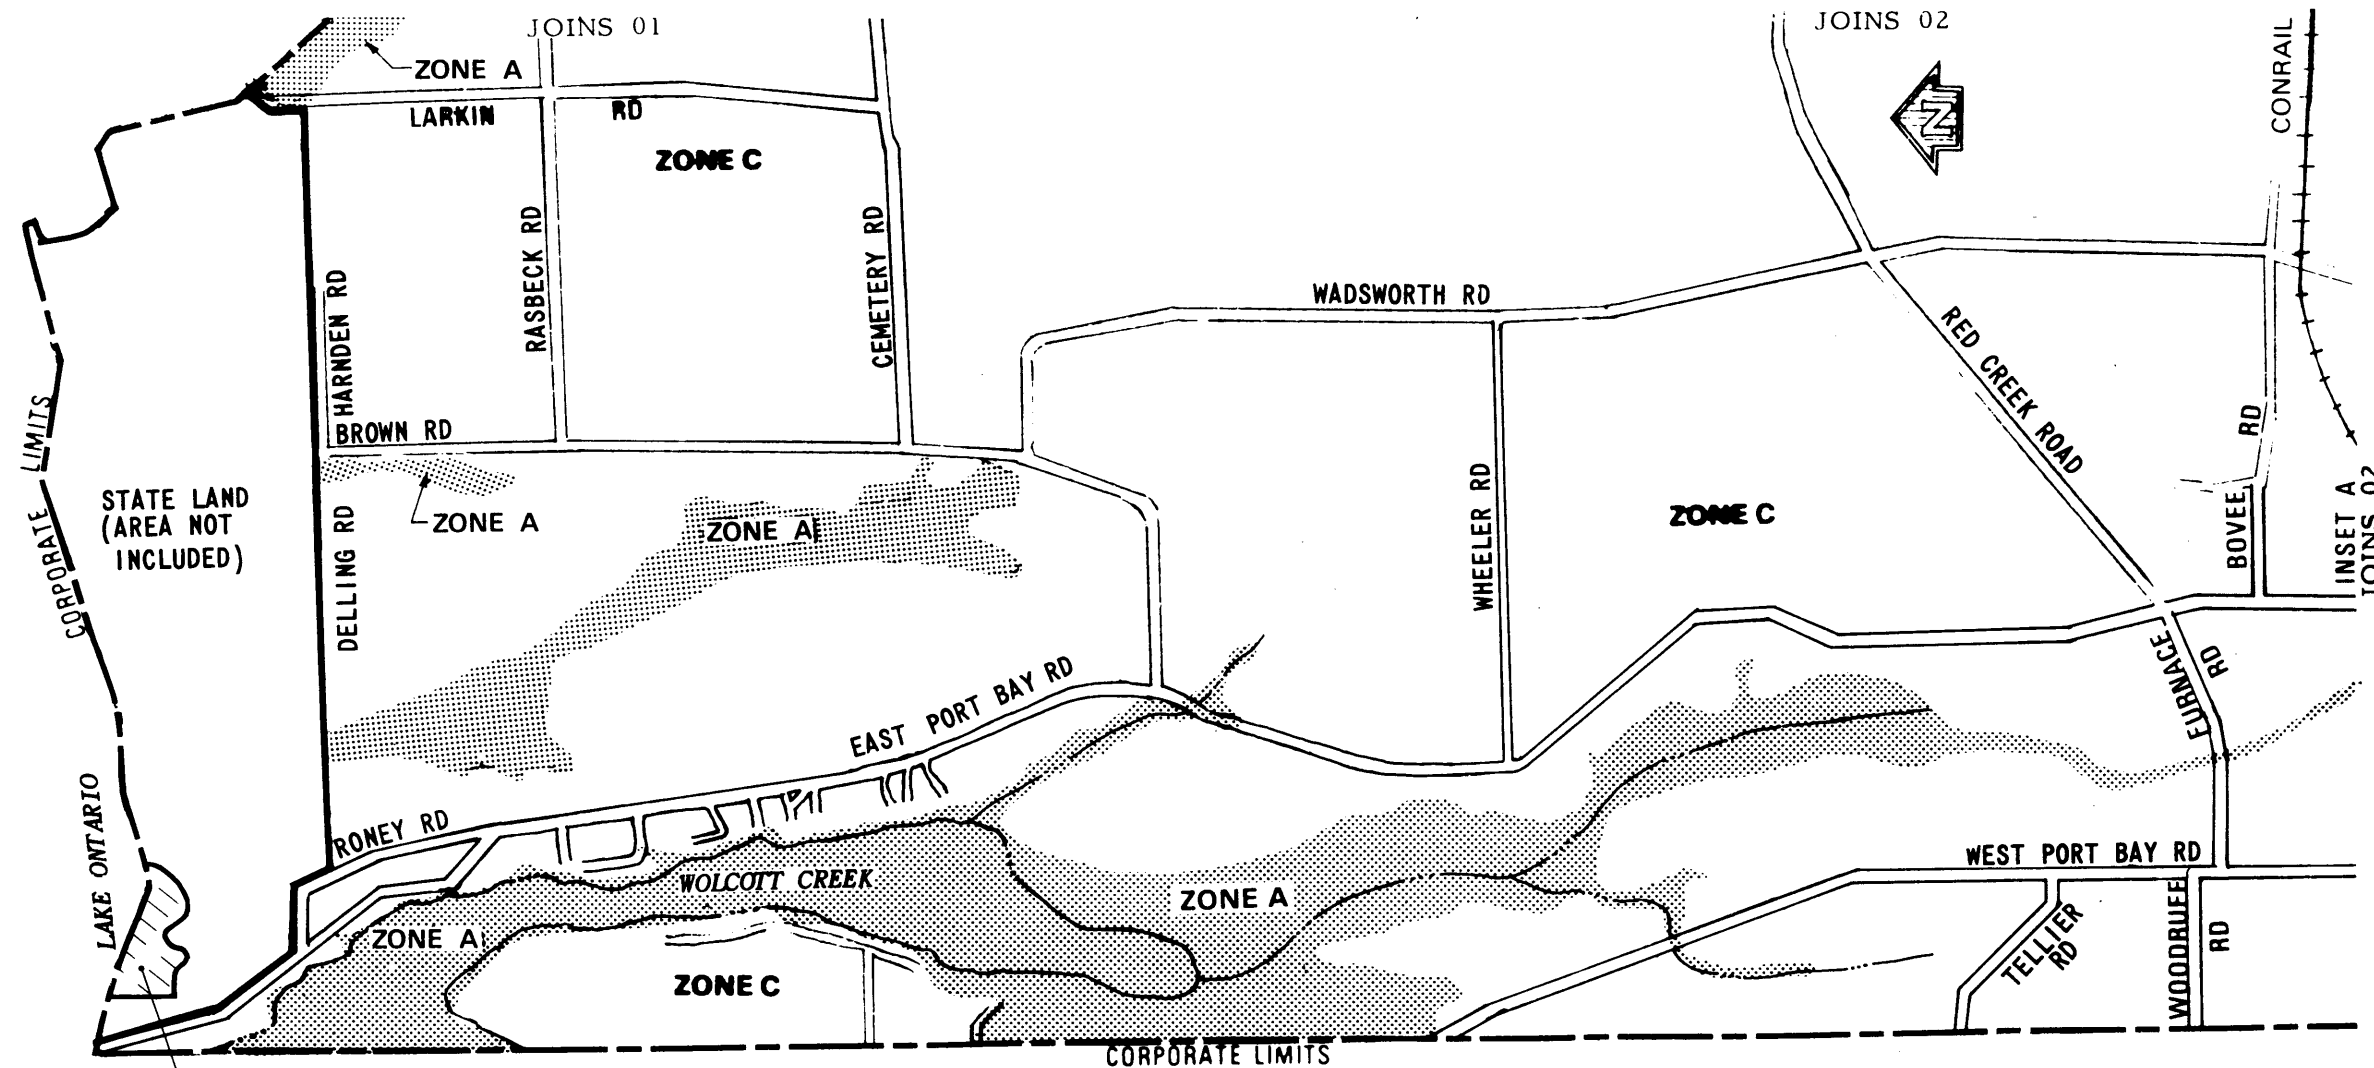 JOINS 01
JOINS 02
CONRAIL
ZONE A
LARKIN RD
N
ZONE C
HARNDEN RD
RASBECK RD
CEMETERY RD
WADSWORTH RD
RED CREEK ROAD
BROWN RD
CORPORATE LIMITS
STATE LAND
(AREA NOT
INCLUDED)
DELLING RD
ZONE A
ZONE A
WHEELER RD
ZONE C
BOVEE RD
INSET A
JOINS 02
EAST PORT BAY RD
FURNACE RD
LAKE ONTARIO
RONEY RD
WOLCOTT CREEK
ZONE A
WEST PORT BAY RD
ZONE A
TELLIER RD
WOODRUFF RD
ZONE C
CORPORATE LIMITS